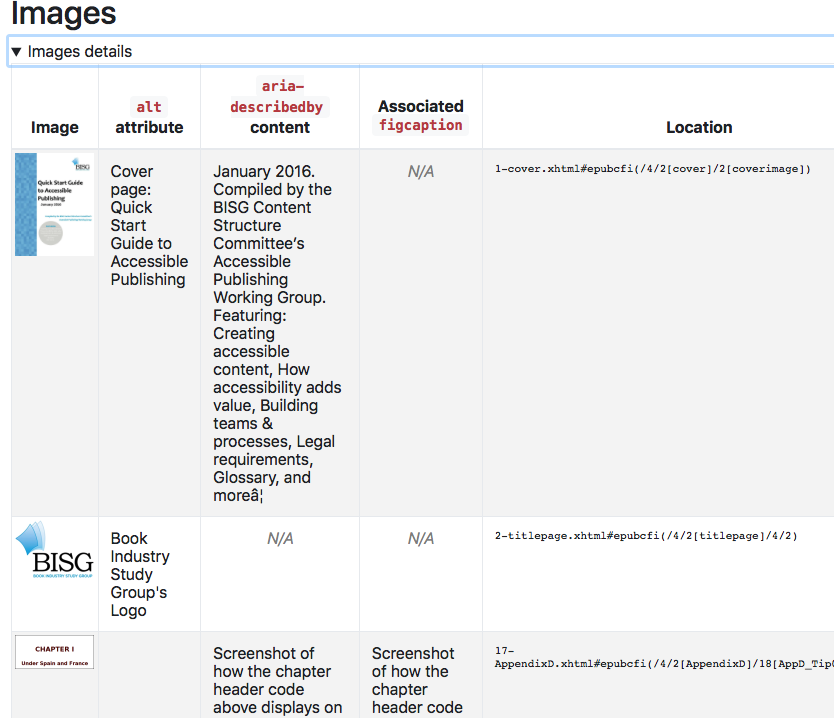 Images
▼ Images details
Image
alt
attribute
aria-
describedby
content
Associated
figcaption
Location
BISG
Quick Start Guide
to Accessible
Publishing
January 2016
Cover
page:
Quick
Start
Guide to
Accessible
Publishing
January 2016.
Compiled by the
BISG Content
Structure
Committee’s
Accessible
Publishing
Working Group.
Featuring:
Creating
accessible
content, How
accessibility adds
value, Building
teams &
processes, Legal
requirements,
Glossary, and
moreâ¦
N/A
1-cover.xhtml#epubcfi(/4/2[cover]/2[coverimage])
BISG
BOOK INDUSTRY STUDY GROUP
Book
Industry
Study
Group's
Logo
N/A
N/A
2-titlepage.xhtml#epubcfi(/4/2[titlepage]/4/2)
CHAPTER I
Under Spain and France
Screenshot of
how the chapter
header code
above displays on
Screenshot
of how the
chapter
header code
17-
AppendixD.xhtml#epubcfi(/4/2[AppendixD]/18[AppD_Tip